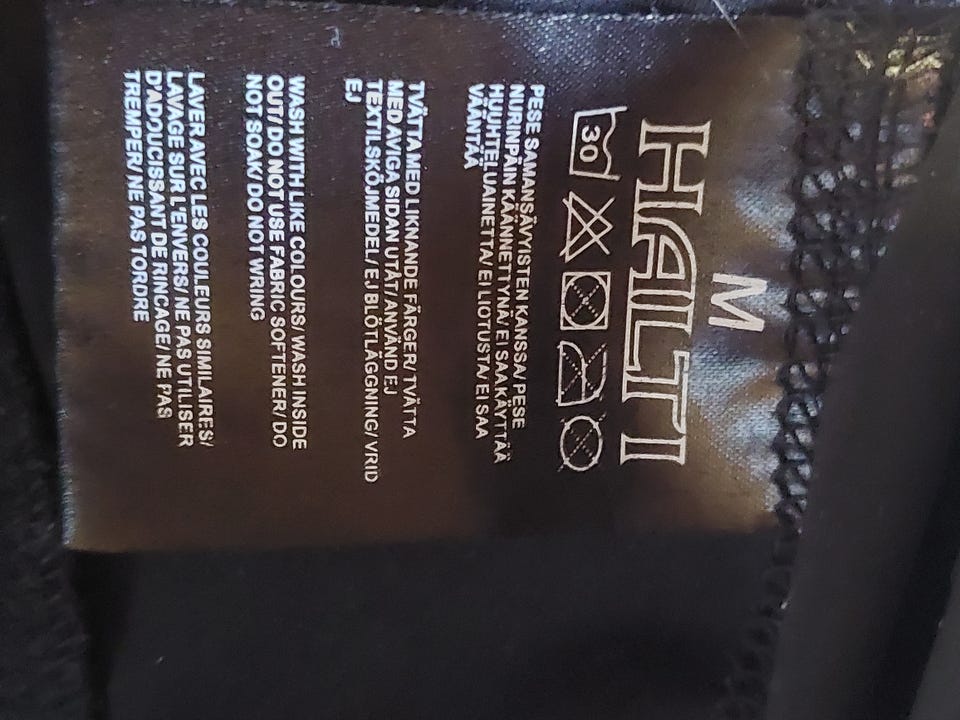 M
HALTI
30
PESE SAMANSÄVYISTEN KANSSA/ PESE
NURINPÄIN KÄÄNNETTYNÄ/ EI SAA KÄYTTÄÄ
HUUHTELUAINETTA/ EI LIOTUSTA/ EI SAA
VÄÄNTÄÄ
TVÄTTA MED LIKNANDE FÄRGER/ TVÄTTA
MED AVIGA SIDAN UTÅT/ ANVÄND EJ
TEXTILSKÖJMEDEL/ EJ BLÖTLÄGGNING/ VRID
EJ
WASH WITH LIKE COLOURS/ WASH INSIDE
OUT/ DO NOT USE FABRIC SOFTENER/ DO
NOT SOAK/ DO NOT WRING
LAVER AVEC LES COULEURS SIMILAIRES/
LAVAGE SUR L'ENVERS/ NE PAS UTILISER
D'ADOUCISSANT DE RINCAGE/ NE PAS
TREMPER/ NE PAS TORDRE